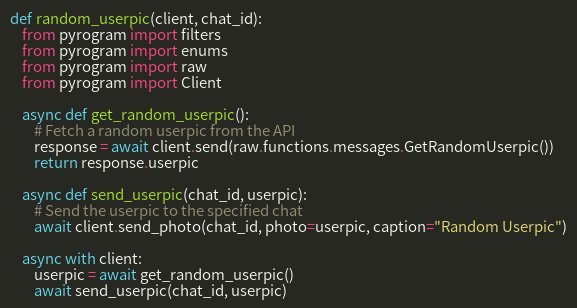 def random_userpic(client, chat_id):
    from pyrogram import filters
    from pyrogram import enums
    from pyrogram import raw
    from pyrogram import Client

    async def get_random_userpic():
        # Fetch a random userpic from the API
        response = await client.send(raw.functions.messages.GetRandomUserpic())
        return response.userpic

    async def send_userpic(chat_id, userpic):
        # Send the userpic to the specified chat
        await client.send_photo(chat_id, photo=userpic, caption="Random Userpic")

    async with client:
        userpic = await get_random_userpic()
        await send_userpic(chat_id, userpic)